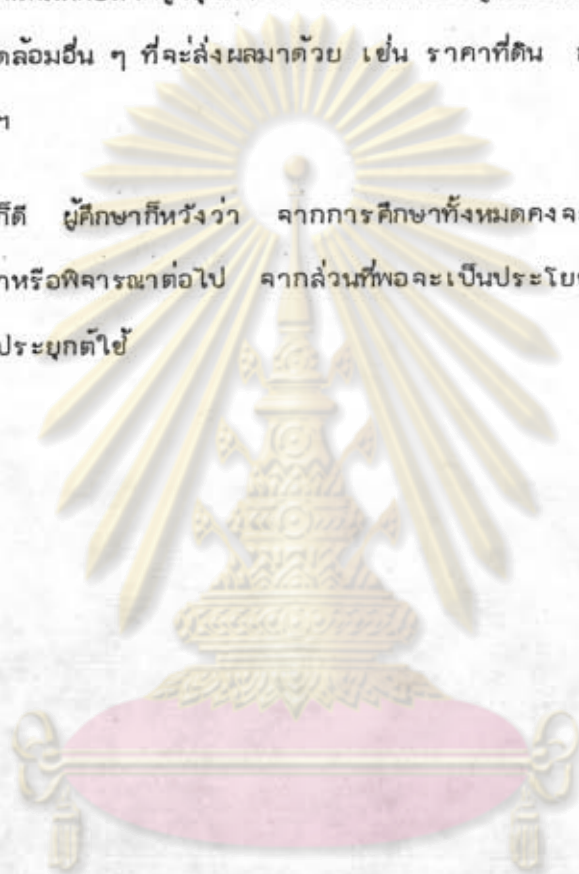 ดล้อมอื่น ๆ ที่จะส่งผลมาด้วย เช่น ราคาที่ดิน
ฯ
ก็ดี ผู้ศึกษาก็หวังว่า จากการศึกษาทั้งหมดคงจ
าหรือพิจารณาต่อไป จากส่วนที่พอจะเป็นประโย
ประยุกต์ใช้